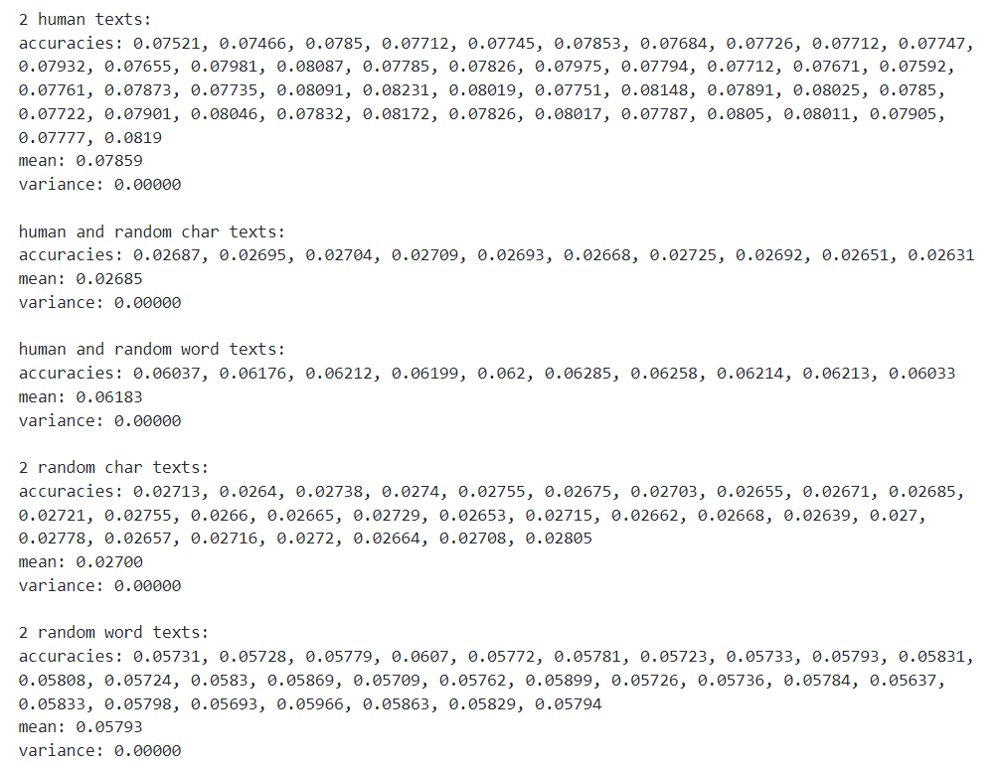 2 human texts:
accuracies: 0.07521, 0.07466, 0.0785, 0.07712, 0.07745, 0.07853, 0.07684, 0.07726, 0.07712, 0.07747,
0.07932, 0.07655, 0.07981, 0.08087, 0.07785, 0.07826, 0.07975, 0.07794, 0.07712, 0.07671, 0.07592,
0.07761, 0.07873, 0.07735, 0.08091, 0.08231, 0.08019, 0.07751, 0.08148, 0.07891, 0.08025, 0.0785,
0.07722, 0.07901, 0.08046, 0.07832, 0.08172, 0.07826, 0.08017, 0.07787, 0.0805, 0.08011, 0.07905,
0.07777, 0.0819
mean: 0.07859
variance: 0.00000
human and random char texts:
accuracies: 0.02687, 0.02695, 0.02704, 0.02709, 0.02693, 0.02668, 0.02725, 0.02692, 0.02651, 0.02631
mean: 0.02685
variance: 0.00000
human and random word texts:
accuracies: 0.06037, 0.06176, 0.06212, 0.06199, 0.062, 0.06285, 0.06258, 0.06214, 0.06213, 0.06033
mean: 0.06183
variance: 0.00000
2 random char texts:
accuracies: 0.02713, 0.0264, 0.02738, 0.0274, 0.02755, 0.02675, 0.02703, 0.02655, 0.02671, 0.02685,
0.02721, 0.02755, 0.0266, 0.02665, 0.02729, 0.02653, 0.02715, 0.02662, 0.02668, 0.02639, 0.027,
0.02778, 0.02657, 0.02716, 0.0272, 0.02664, 0.02708, 0.02805
mean: 0.02700
variance: 0.00000
2 random word texts:
accuracies: 0.05731, 0.05728, 0.05779, 0.0607, 0.05772, 0.05781, 0.05723, 0.05733, 0.05793, 0.05831,
0.05808, 0.05724, 0.0583, 0.05869, 0.05709, 0.05762, 0.05899, 0.05726, 0.05736, 0.05784, 0.05637,
0.05833, 0.05798, 0.05693, 0.05966, 0.05863, 0.05829, 0.05794
mean: 0.05793
variance: 0.00000